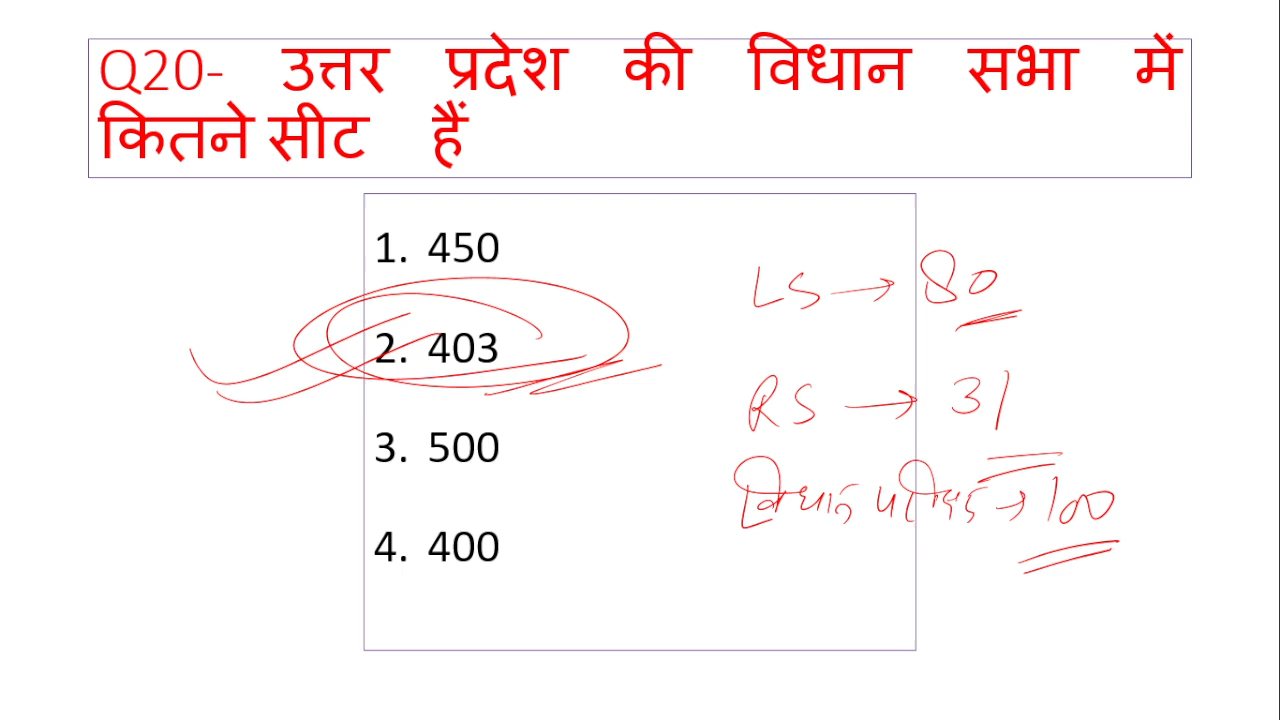 Q20- उत्तर प्रदेश की विधान सभा में
कितने सीट हैं
1. 450
2. 403
3. 500
4. 400
LS → 80
RS → 31
विधान परिषद → 100